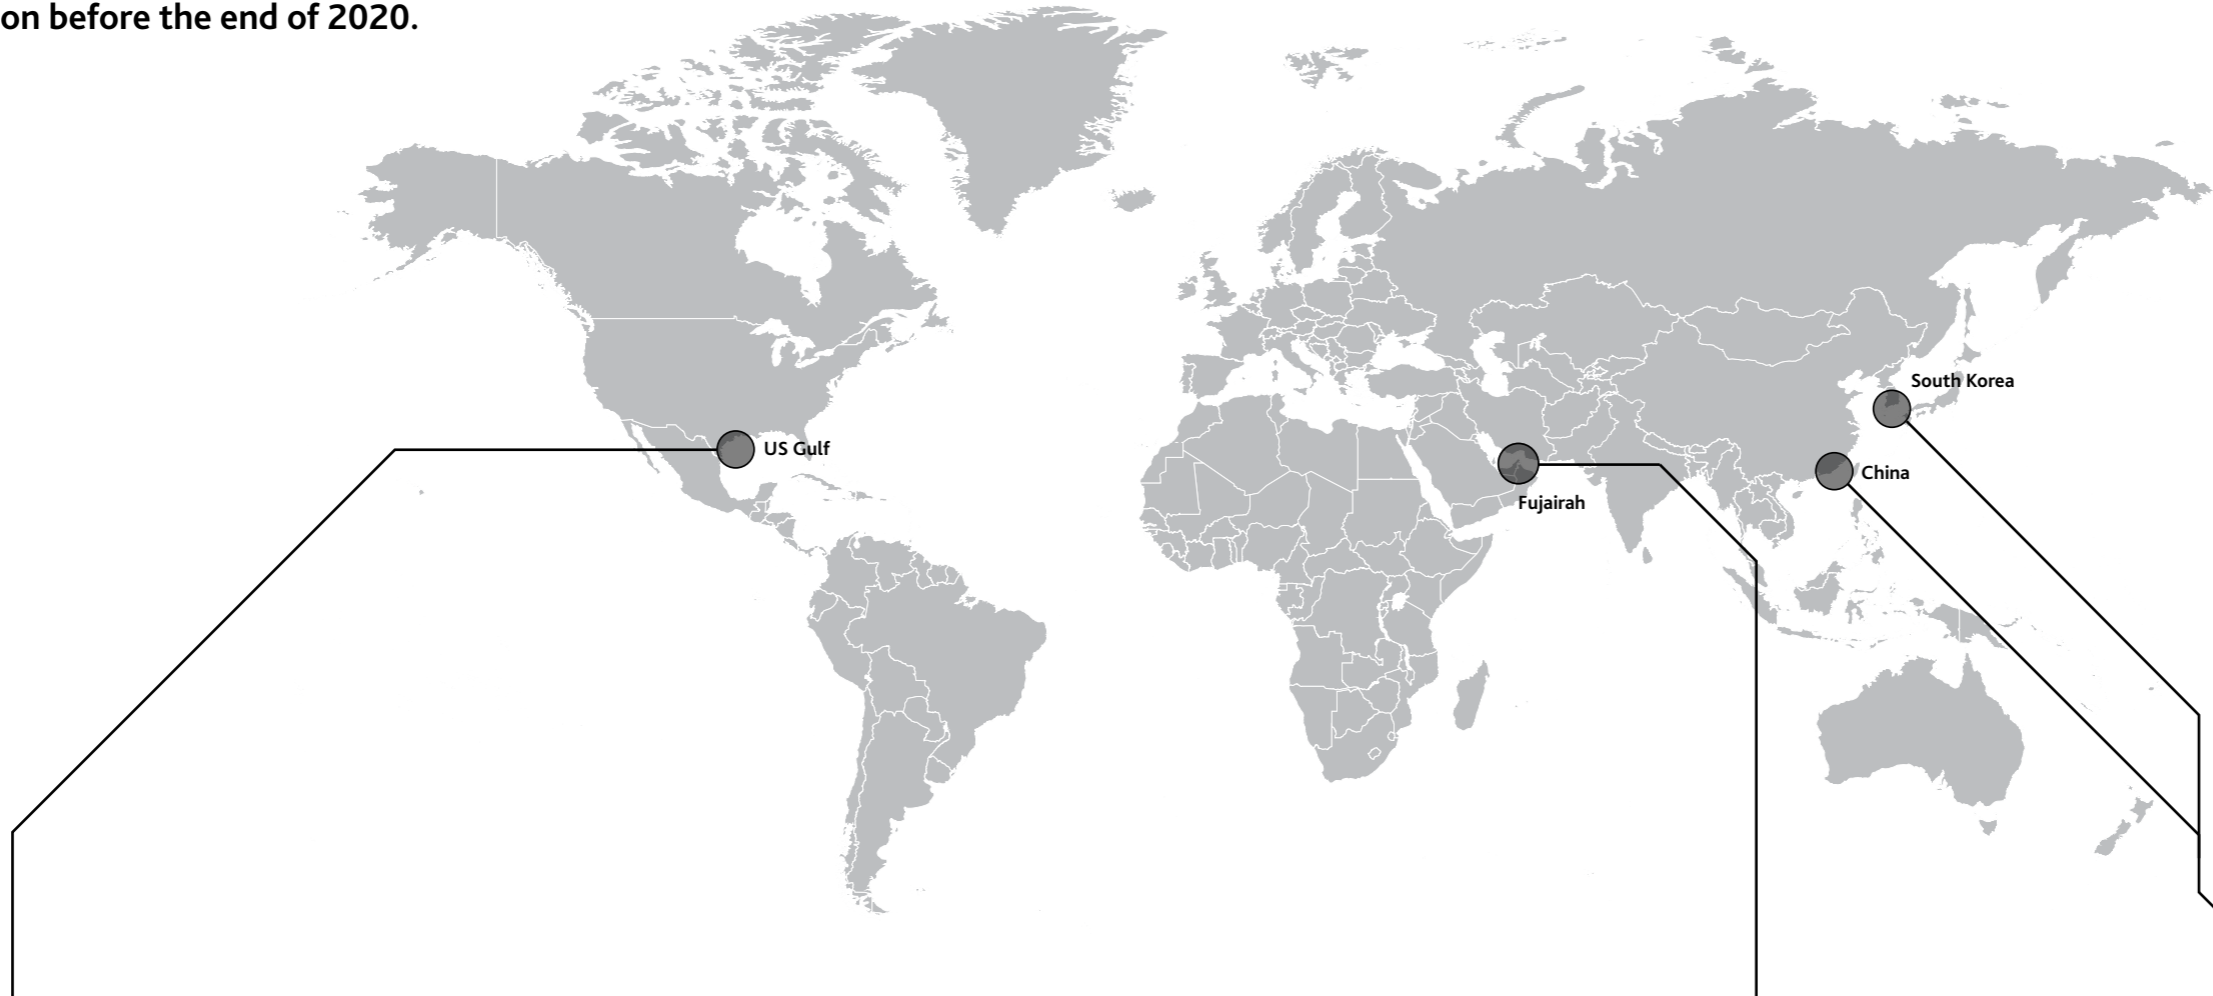 on before the end of 2020.
South Korea
US Gulf
China
Fujairah